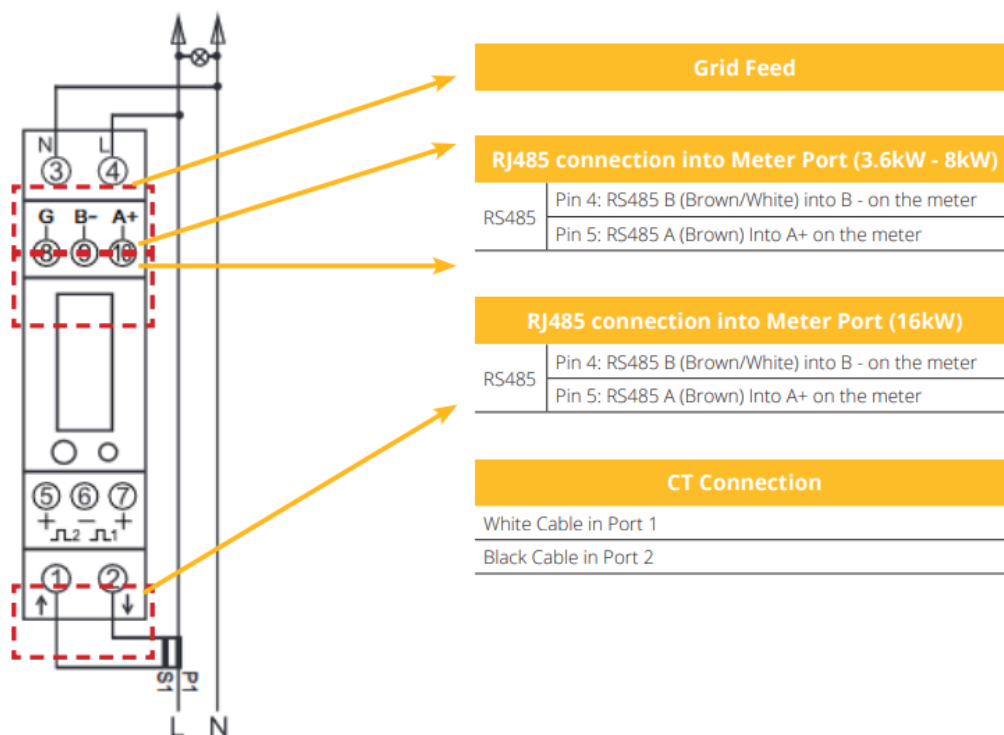 Grid Feed
N L
3 4
RJ485 connection into Meter Port (3.6kW - 8kW)
G B- A+
RS485
Pin 4: RS485 B (Brown/White) into B - on the meter
Pin 5: RS485 A (Brown) Into A+ on the meter
8 9 10
RJ485 connection into Meter Port (16kW)
RS485
Pin 4: RS485 B (Brown/White) into B - on the meter
Pin 5: RS485 A (Brown) Into A+ on the meter
5 6 7
+ - +
2 1
CT Connection
White Cable in Port 1
Black Cable in Port 2
1 2
S1 P1
L N